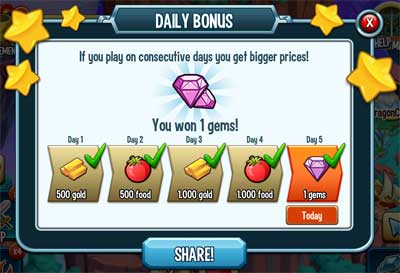 DAILY BONUS
X
If you play on consecutive days you get bigger prices!
You won 1 gems!
Day 1 Day 2 Day 3 Day 4 Day 5
500 gold 500 food 1.000 gold 1.000 food 1 gems
Today
SHARE!